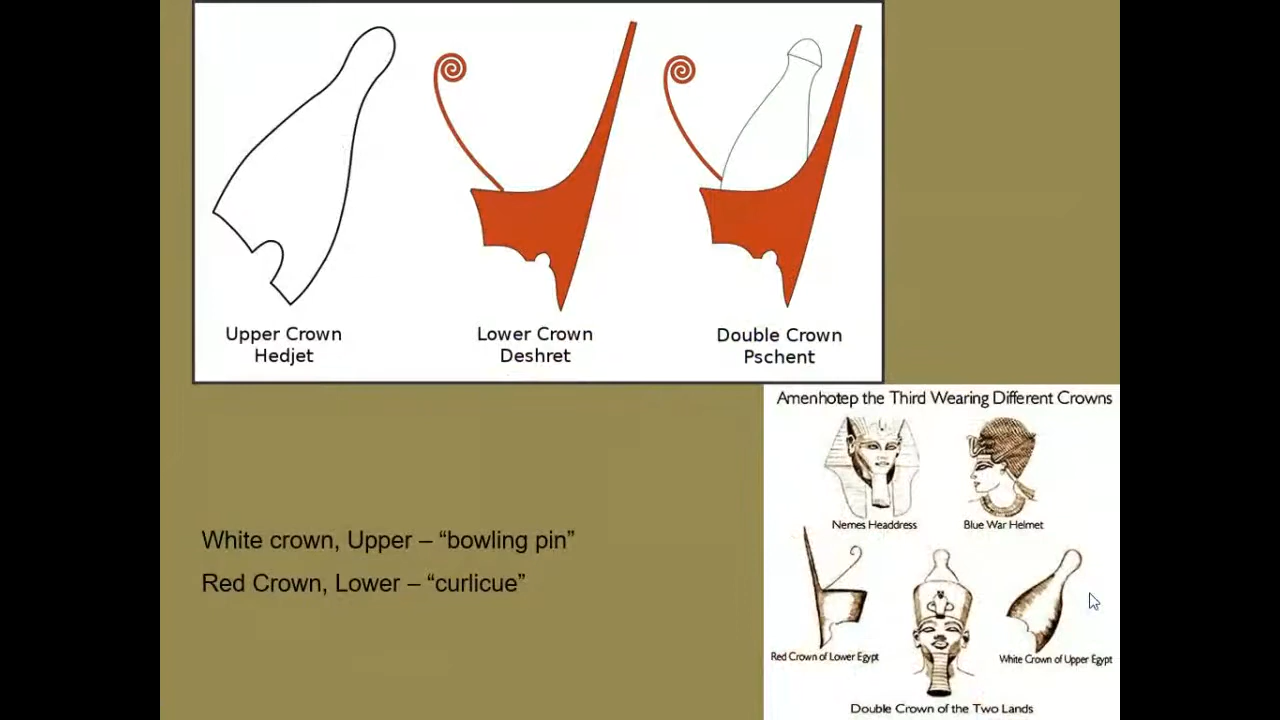 Upper Crown
Hedjet
Lower Crown
Deshret
Double Crown
Pschent
White crown, Upper – “bowling pin”
Red Crown, Lower – “curlicue”
Amenhotep the Third Wearing Different Crowns
Nemes Headdress
Blue War Helmet
Red Crown of Lower Egypt
White Crown of Upper Egypt
Double Crown of the Two Lands